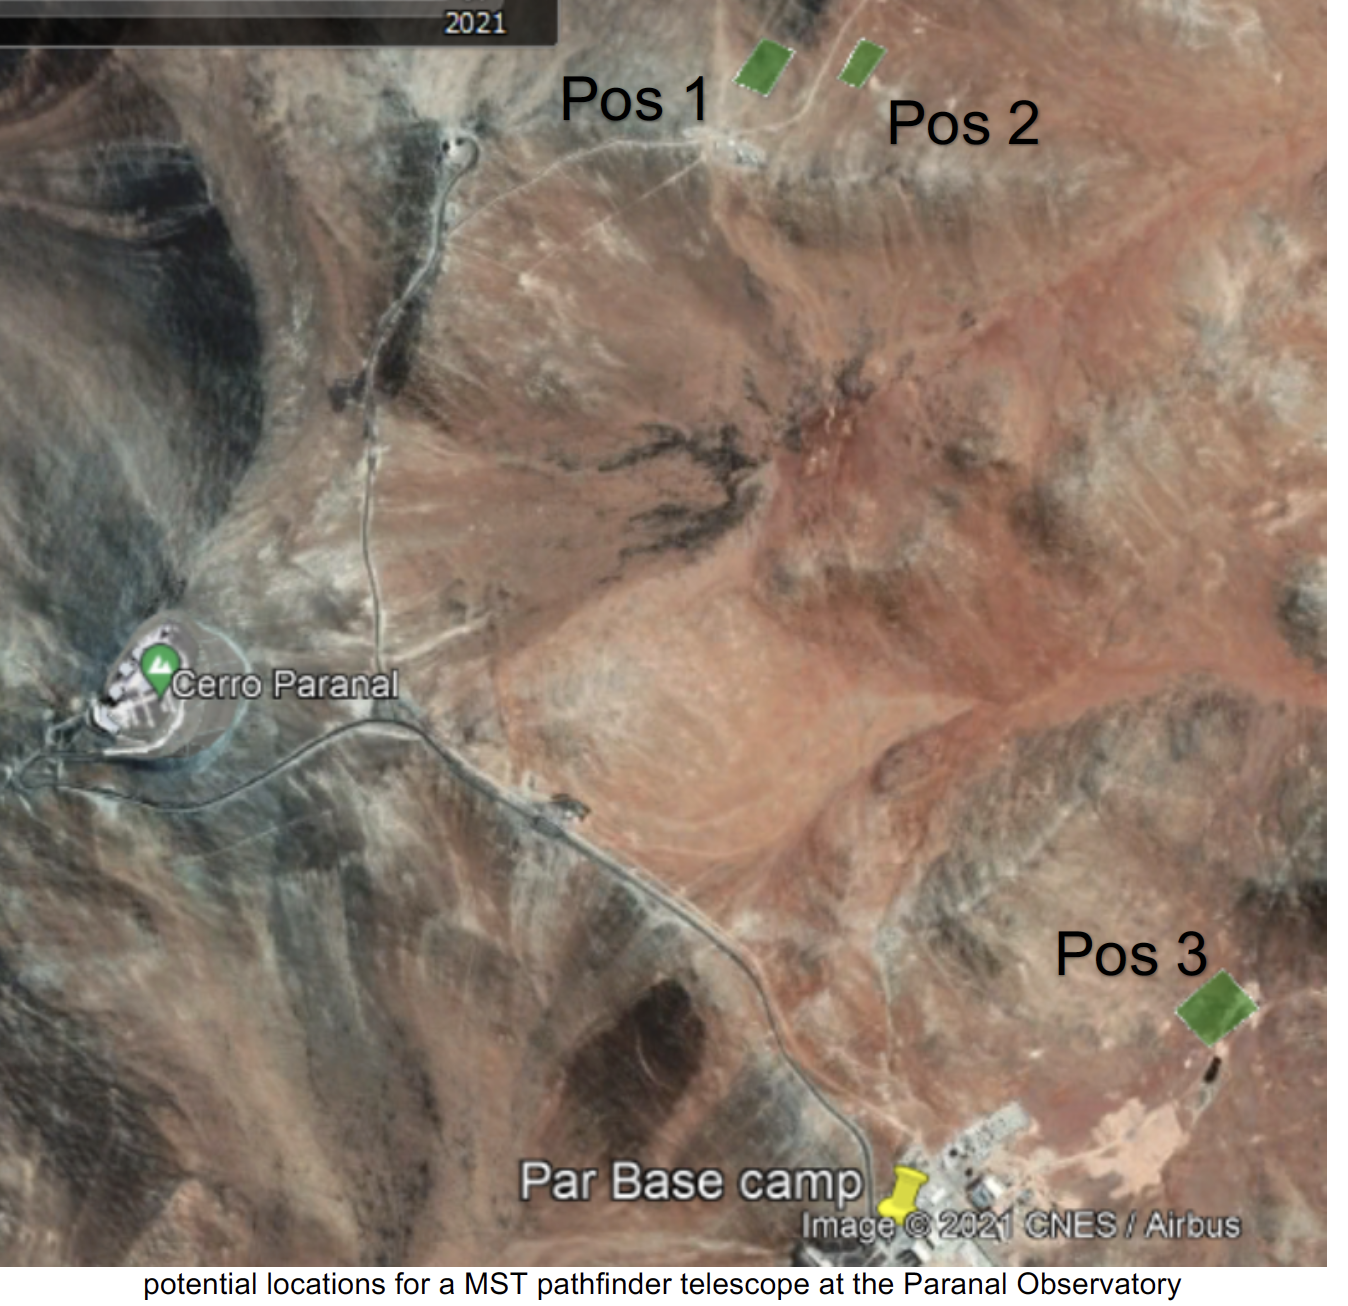 2021
Pos 1
Pos 2
Cerro Paranal
Pos 3
Par Base camp
Image © 2021 CNES / Airbus
potential locations for a MST pathfinder telescope at the Paranal Observatory